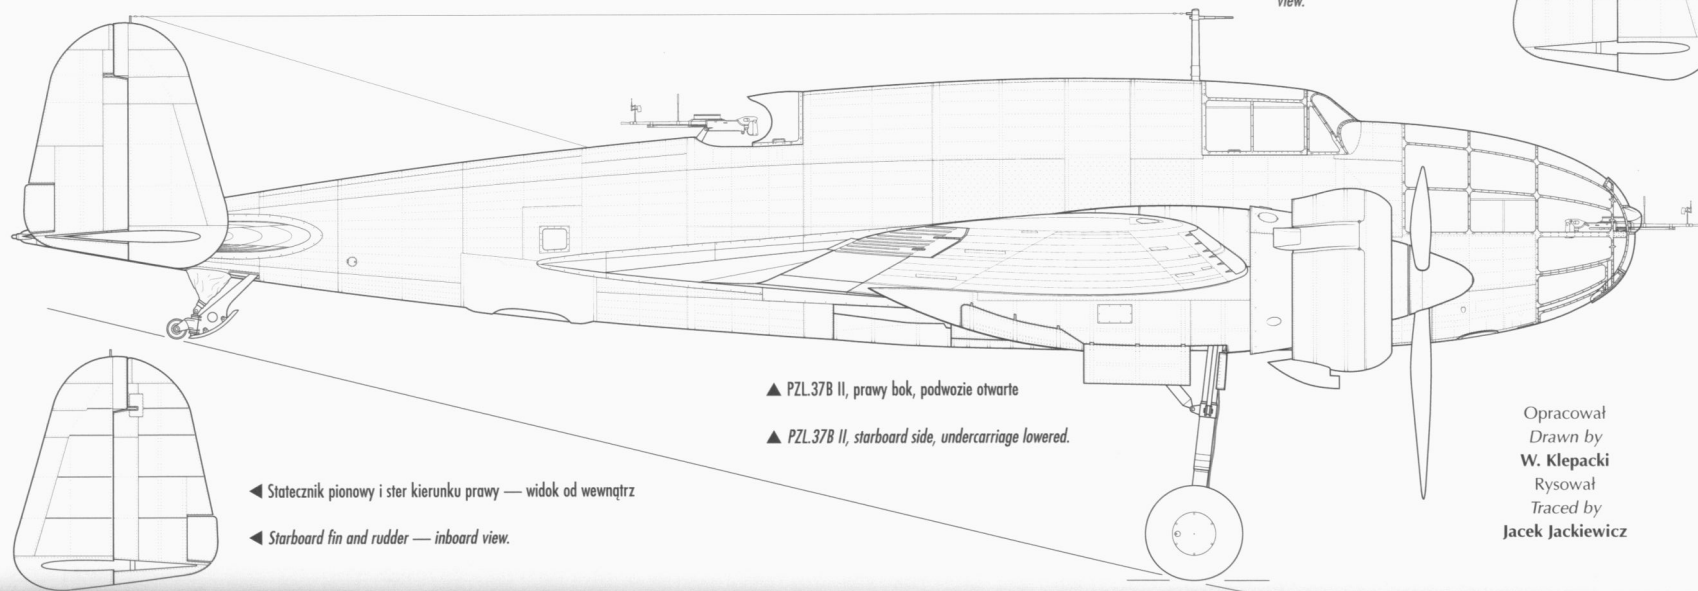 view.
▲ PZL.37B II, prawy bok, podwozie otwarte
▲ PZL.37B II, starboard side, undercarriage lowered.
◄ Statecznik pionowy i ster kierunku prawy — widok od wewnątrz
◄ Starboard fin and rudder — inboard view.
Opracował
Drawn by
W. Klepacki
Rysował
Traced by
Jacek Jackiewicz